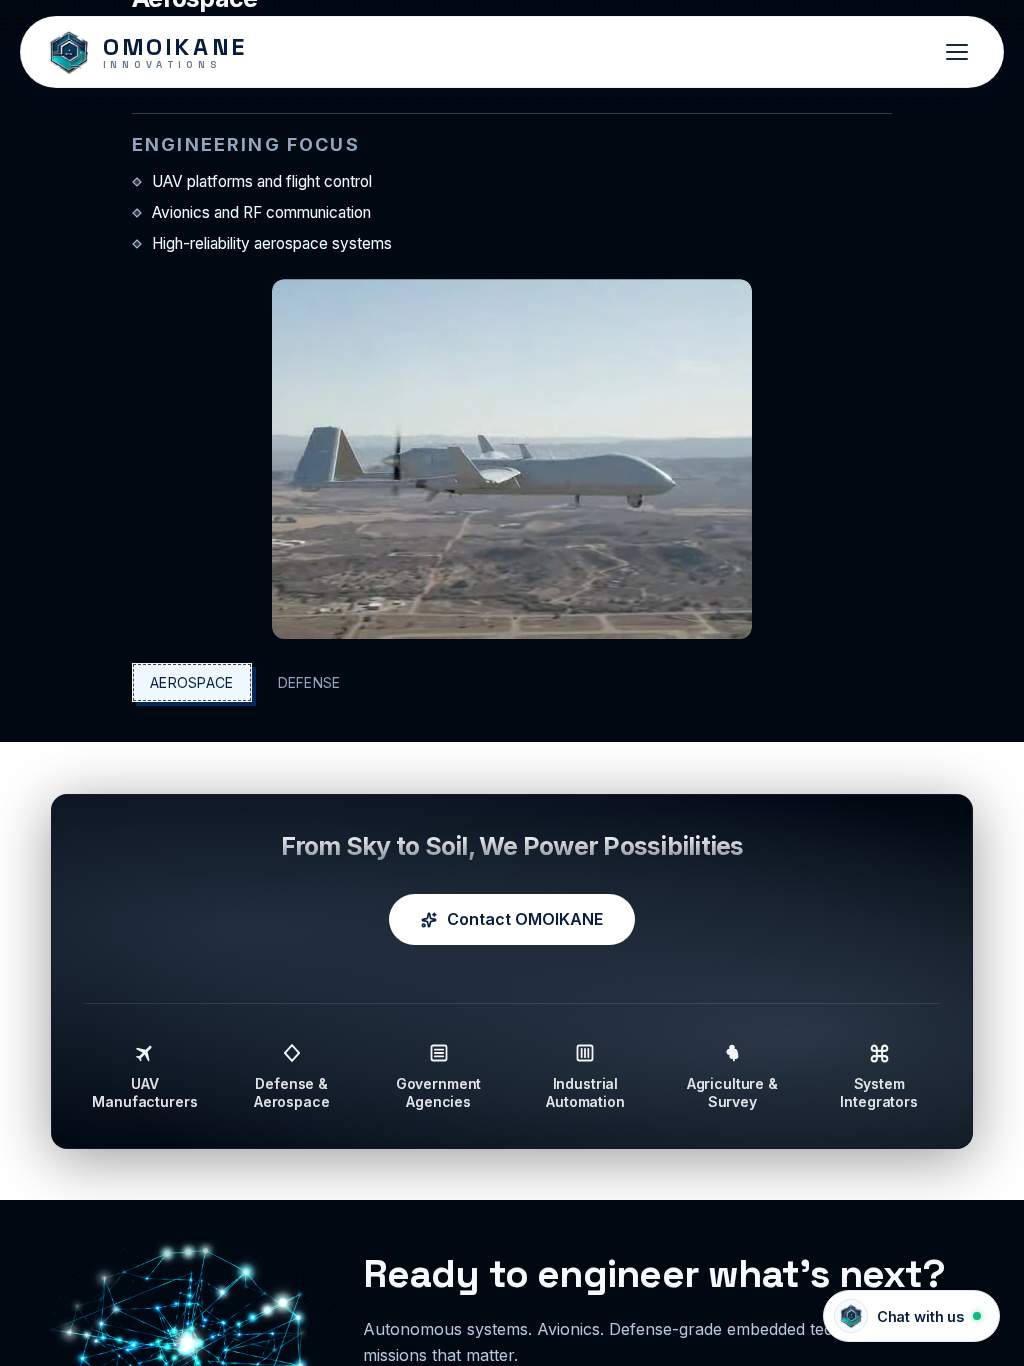 Aerospace
OMOIKANE
INNOVATIONS
ENGINEERING FOCUS
UAV platforms and flight control
Avionics and RF communication
High-reliability aerospace systems
AEROSPACE
DEFENSE
From Sky to Soil, We Power Possibilities
Contact OMOIKANE
UAV
Manufacturers
Defense &
Aerospace
Government
Agencies
Industrial
Automation
Agriculture &
Survey
System
Integrators
Ready to engineer what's next?
Autonomous systems. Avionics. Defense-grade embedded
missions that matter.
Chat with us